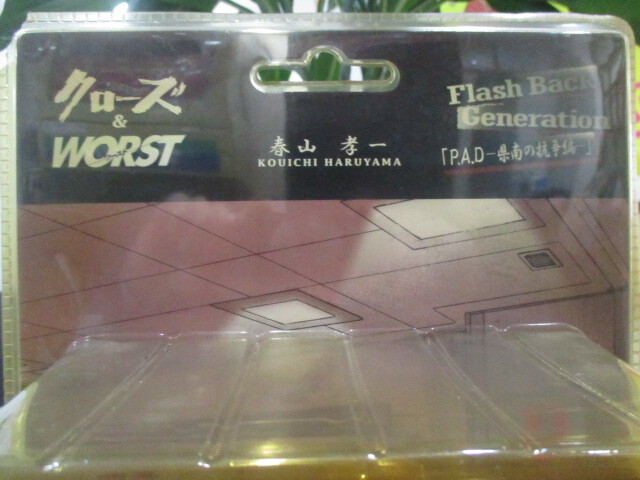 クローズ
&
WORST
春山 孝一
KOUICHI HARUYAMA
Flash Back
Generation
「P.A.D－県南の抗争編－」